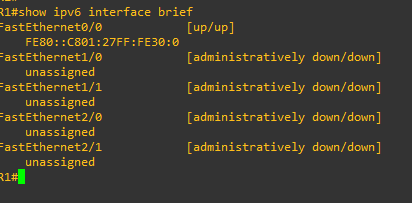 R1#show ipv6 interface brief
FastEthernet0/0 [up/up]
FE80::C801:27FF:FE30:0
FastEthernet1/0 [administratively down/down]
unassigned
FastEthernet1/1 [administratively down/down]
unassigned
FastEthernet2/0 [administratively down/down]
unassigned
FastEthernet2/1 [administratively down/down]
unassigned
R1#